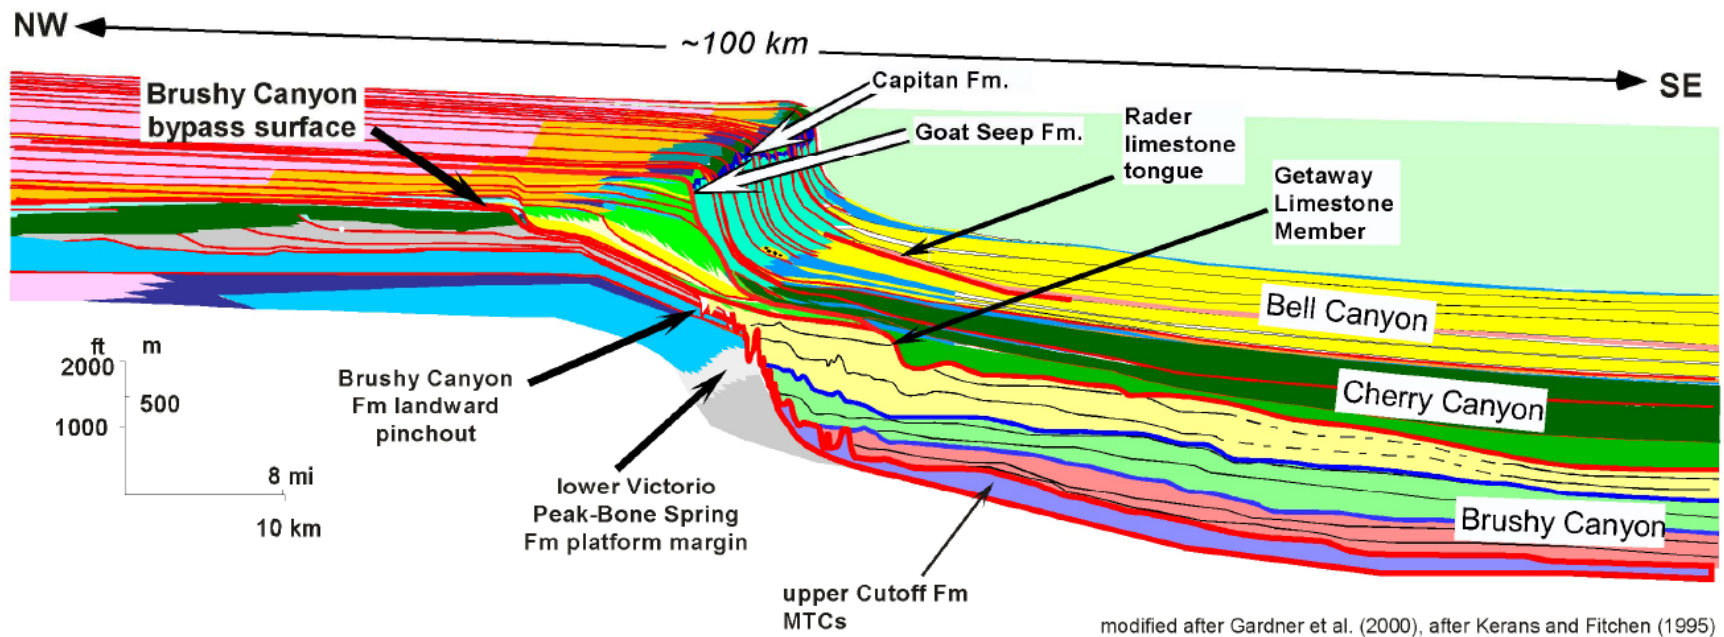 NW
~100 km
SE
Capitan Fm.
Brushy Canyon
bypass surface
Goat Seep Fm.
Rader
limestone
tongue
Getaway
Limestone
Member
Bell Canyon
ft m
2000
500
1000
8 mi
10 km
Brushy Canyon
Fm landward
pinchout
Cherry Canyon
lower Victorio
Peak-Bone Spring
Fm platform margin
Brushy Canyon
upper Cutoff Fm
MTCs
modified after Gardner et al. (2000), after Kerans and Fitchen (1995)